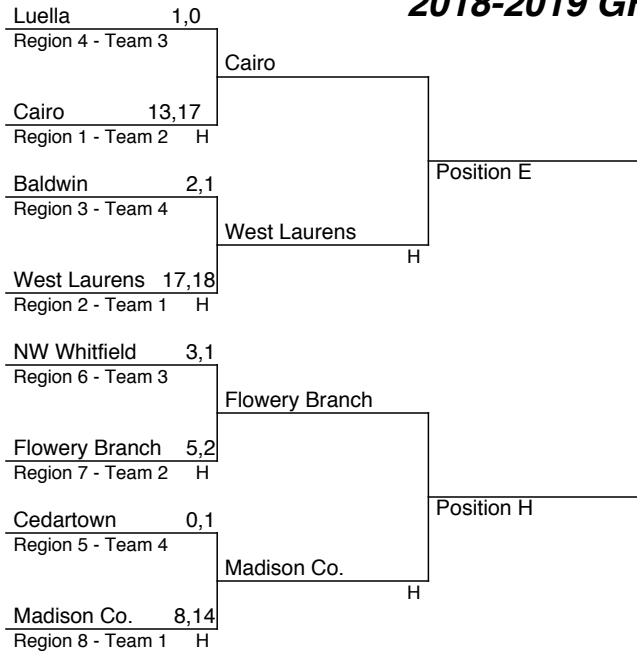 2018-2019 GH
Luella 1,0
Region 4 - Team 3
Cairo
Cairo 13,17
Region 1 - Team 2 H
Position E
Baldwin 2,1
Region 3 - Team 4
West Laurens
H
West Laurens 17,18
Region 2 - Team 1 H
NW Whitfield 3,1
Region 6 - Team 3
Flowery Branch
Flowery Branch 5,2
Region 7 - Team 2 H
Position H
Cedartown 0,1
Region 5 - Team 4
Madison Co.
H
Madison Co. 8,14
Region 8 - Team 1 H